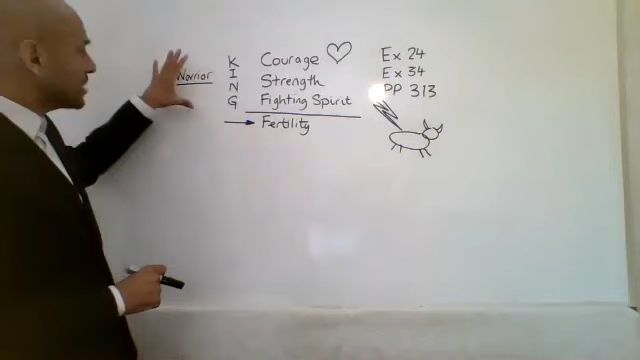 Warrior
K
I
N
G
Courage
Strength
Fighting Spirit
Fertility
Ex 24
Ex 34
PP 313